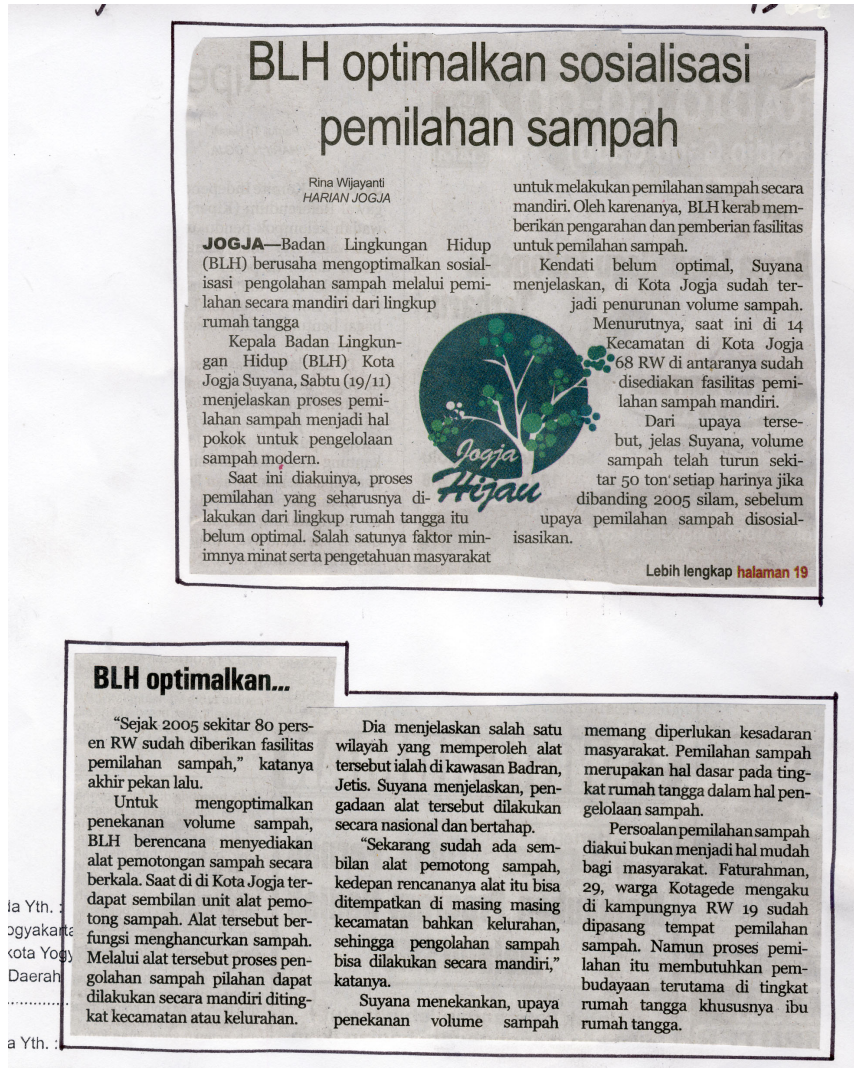 BLH optimalkan sosialisasi
pemilahan sampah
Rina Wijayanti
HARIAN JOGJA
JOGJA—Badan Lingkungan Hidup
(BLH) berusaha mengoptimalkan sosial-
isasi pengolahan sampah melalui pemi-
lahan secara mandiri dari lingkup
rumah tangga
Kepala Badan Lingkun-
gan Hidup (BLH) Kota
Jogja Suyana, Sabtu (19/11)
menjelaskan proses pemi-
lahan sampah menjadi hal
pokok untuk pengelolaan
sampah modern.
Saat ini diakuinya, proses
pemilahan yang seharusnya di-
lakukan dari lingkup rumah tangga itu
belum optimal. Salah satunya faktor min-
imnya minat serta pengetahuan masyarakat
untuk melakukan pemilahan sampah secara
mandiri. Oleh karenanya, BLH kerab mem-
berikan pengarahan dan pemberian fasilitas
untuk pemilahan sampah.
Kendati belum optimal, Suyana
menjelaskan, di Kota Jogja sudah ter-
jadi penurunan volume sampah.
Menurutnya, saat ini di 14
Kecamatan di Kota Jogja
68 RW di antaranya sudah
disediakan fasilitas pemi-
lahan sampah mandiri.
Dari upaya terse-
but, jelas Suyana, volume
sampah telah turun seki-
tar 50 ton setiap harinya jika
dibanding 2005 silam, sebelum
upaya pemilahan sampah disosial-
isasikan.
Jogja
Hijau
Lebih lengkap halaman 19
BLH optimalkan...
“Sejak 2005 sekitar 80 pers-
en RW sudah diberikan fasilitas
pemilahan sampah,” katanya
akhir pekan lalu.
Untuk mengoptimalkan
penekanan volume sampah,
BLH berencana menyediakan
alat pemotongan sampah secara
berkala. Saat di di Kota Jogja ter-
dapat sembilan unit alat pemo-
tong sampah. Alat tersebut ber-
fungsi menghancurkan sampah.
Melalui alat tersebut proses pen-
golahan sampah pilahan dapat
dilakukan secara mandiri diting-
kat kecamatan atau kelurahan.
Dia menjelaskan salah satu
wilayah yang memperoleh alat
tersebut ialah di kawasan Badran,
Jetis. Suyana menjelaskan, pen-
gadaan alat tersebut dilakukan
secara nasional dan bertahap.
“Sekarang sudah ada sem-
bilan alat pemotong sampah,
kedepan rencananya alat itu bisa
ditempatkan di masing masing
kecamatan bahkan kelurahan,
sehingga pengolahan sampah
bisa dilakukan secara mandiri,”
katanya.
Suyana menekankan, upaya
penekanan volume sampah
memang diperlukan kesadaran
masyarakat. Pemilahan sampah
merupakan hal dasar pada ting-
kat rumah tangga dalam hal pen-
gelolaan sampah.
Persoalan pemilahan sampah
diakui bukan menjadi hal mudah
bagi masyarakat. Faturahman,
29, warga Kotagede mengaku
di kampungnya RW 19 sudah
dipasang tempat pemilahan
sampah. Namun proses pemi-
lahan itu membutuhkan pem-
budayaan terutama di tingkat
rumah tangga khususnya ibu
rumah tangga.
da Yth. :
ogyakarta
kota Yogy
Daerah
a Yth. :